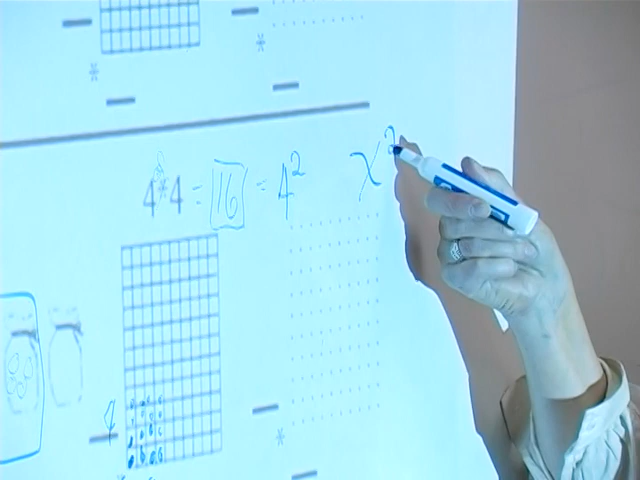 4*4 = 16 = 4² x²
4